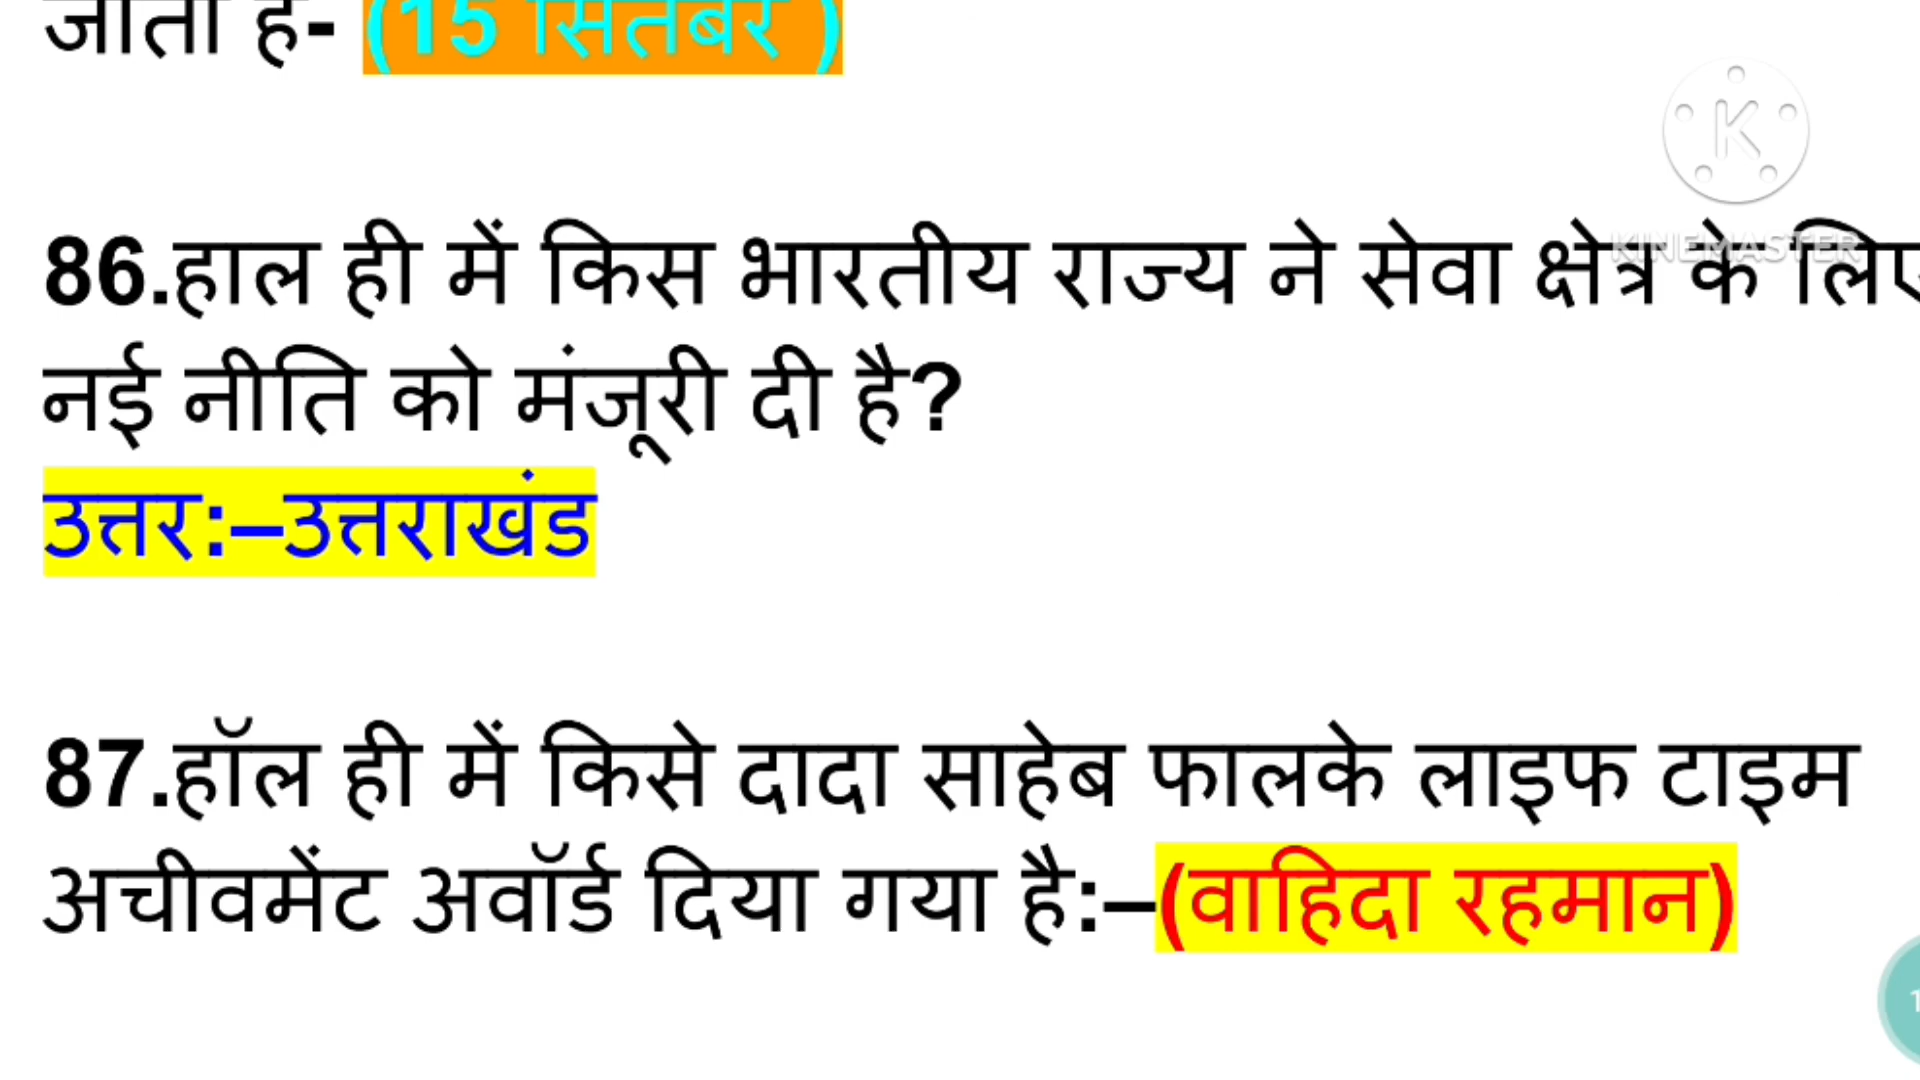 जाता है- (15 सितंबर )
KINEMASTER
86.हाल ही में किस भारतीय राज्य ने सेवा क्षेत्र के लिए
नई नीति को मंजूरी दी है?
उत्तर:–उत्तराखंड
87.हॉल ही में किसे दादा साहेब फालके लाइफ टाइम
अचीवमेंट अवॉर्ड दिया गया है:–(वाहिदा रहमान)